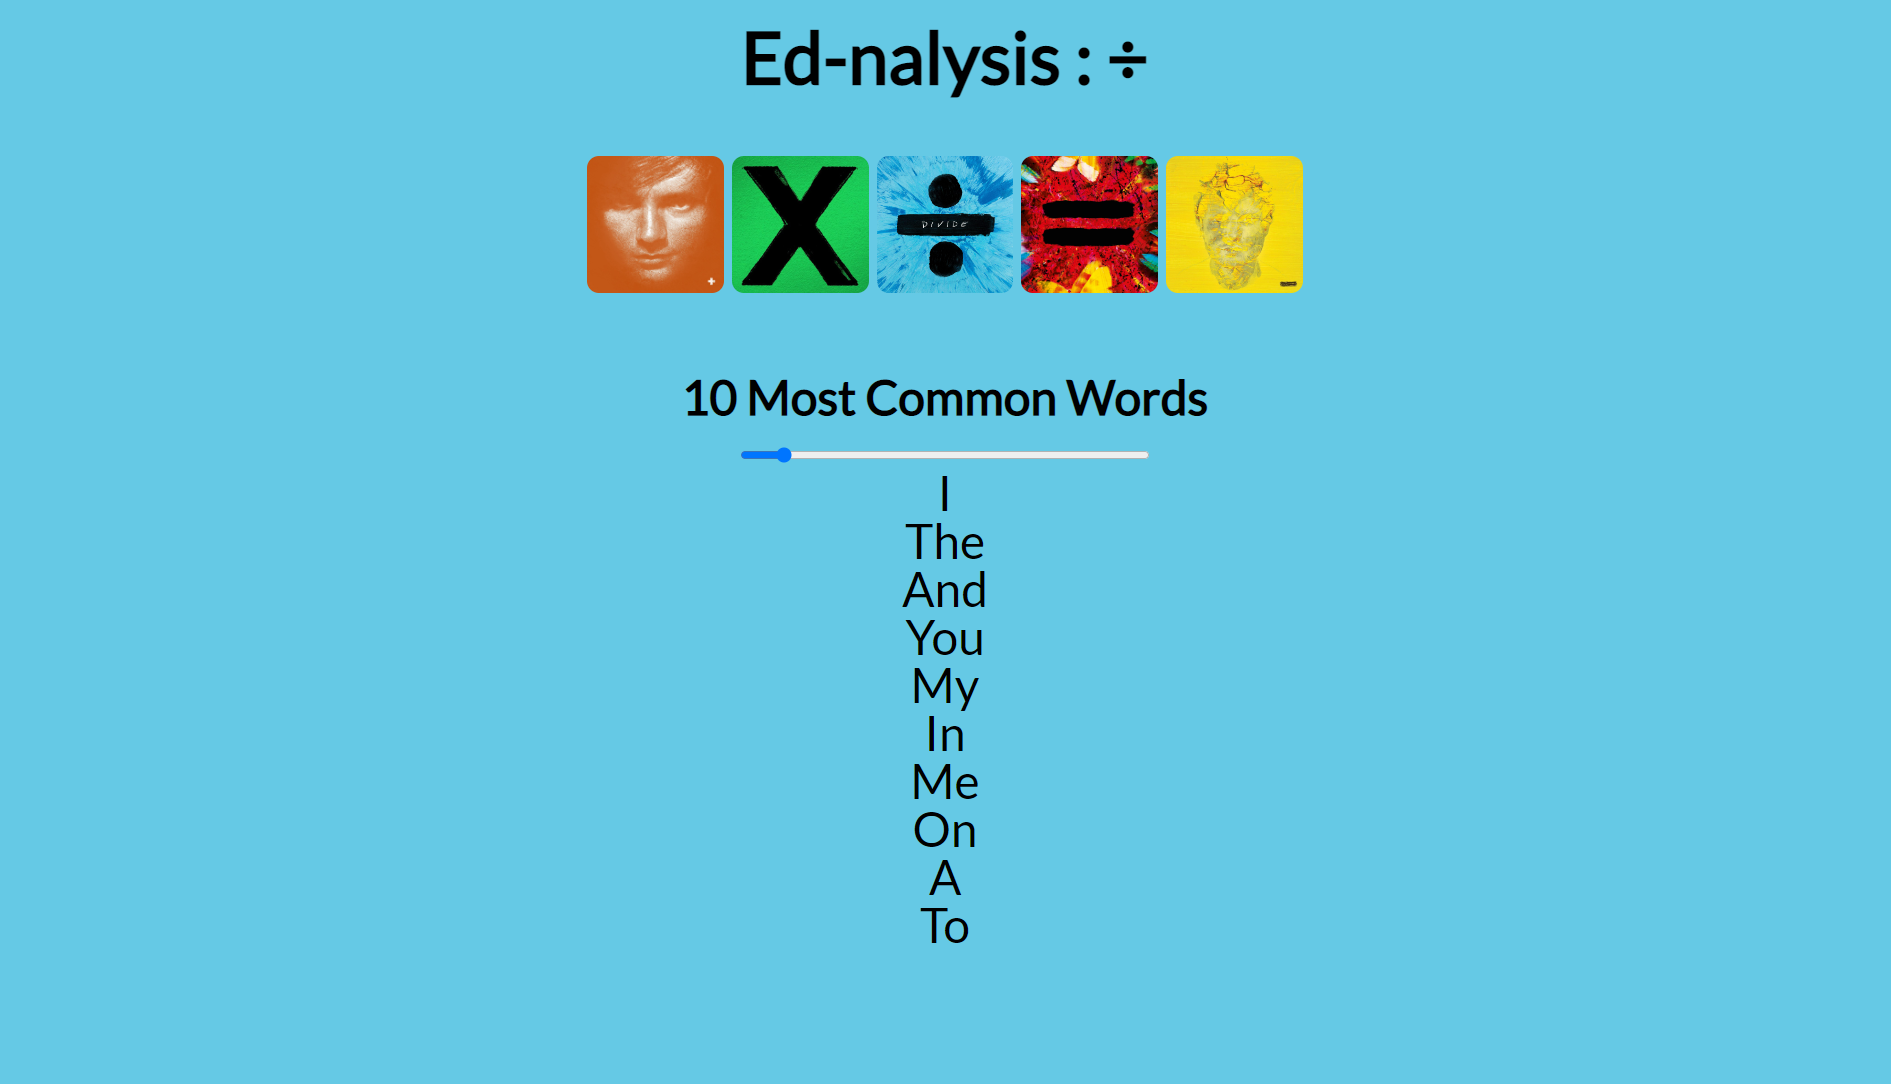 Ed-nalysis : ÷
+
X
DIVIDE
10 Most Common Words
I
The
And
You
My
In
Me
On
A
To